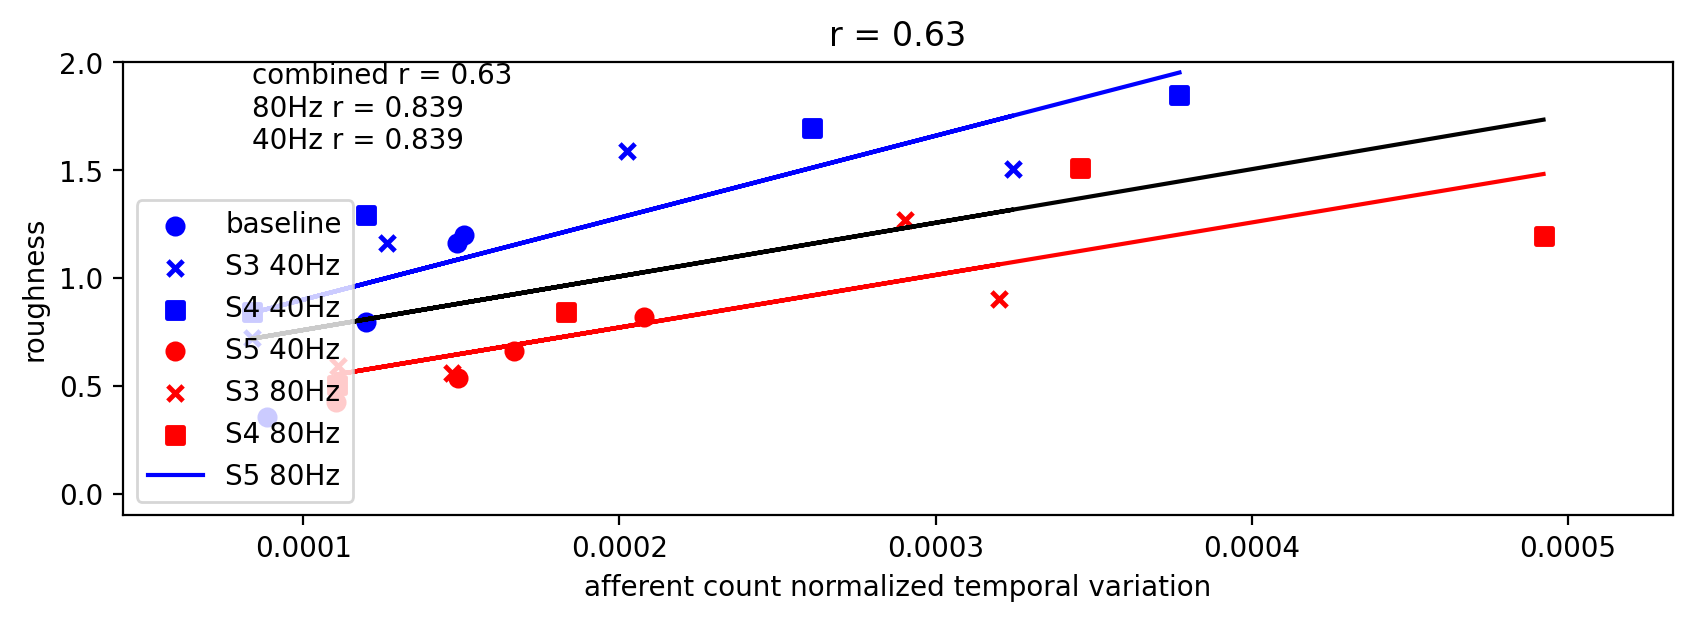 r = 0.63
combined r = 0.63
80Hz r = 0.839
40Hz r = 0.839
2.0
1.5
1.0
0.5
0.0
roughness
baseline
S3 40Hz
S4 40Hz
S5 40Hz
S3 80Hz
S4 80Hz
S5 80Hz
0.0001
0.0002
0.0003
0.0004
0.0005
afferent count normalized temporal variation